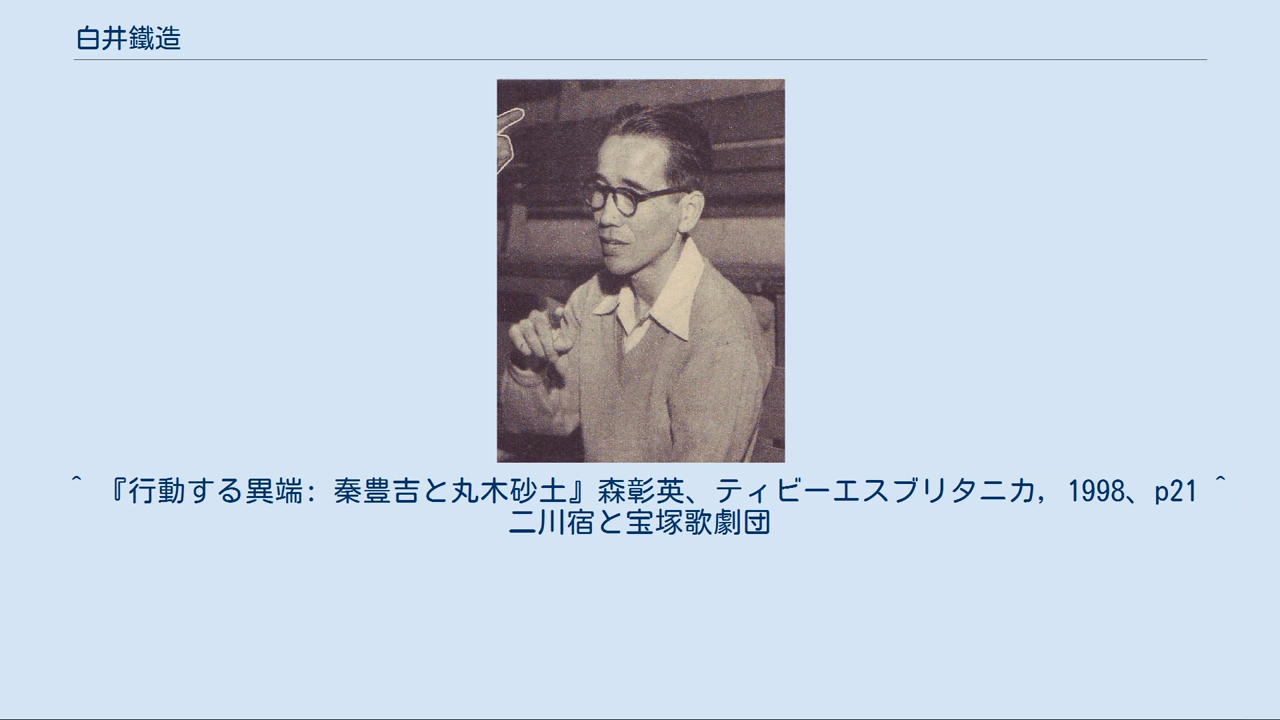 白井鐵造
^ 『行動する異端: 秦豊吉と丸木砂土』森彰英、ティビーエスブリタニカ, 1998、p21 ^
二川宿と宝塚歌劇団